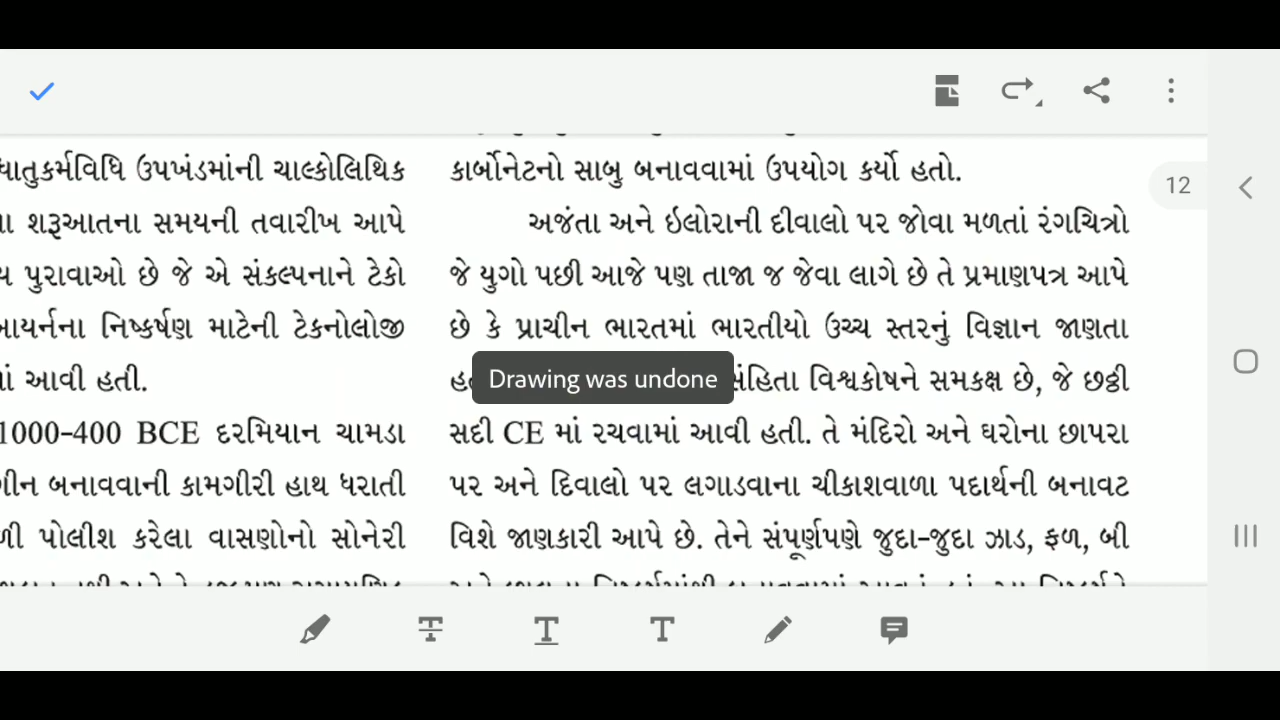 12
ધાતુકર્મવિધિ ઉપખંડમાંની ચાલ્કોલિથિક
શરૂઆતના સમયની તવારીખ આપે
પુરાવાઓ છે જે એ સંકલ્પનાને ટેકો
આયર્નના નિષ્કર્ષણ માટેની ટેકનોલોજી
આવી હતી.
1000-400 BCE દરમિયાન ચામડા
બનાવવાની કામગીરી હાથ ધરાતી
પોલીશ કરેલા વાસણોનો સોનેરી
કાર્બોનેટનો સાબુ બનાવવામાં ઉપયોગ કર્યો હતો.
અજંતા અને ઇલોરાની દીવાલો પર જોવા મળતાં રંગચિત્રો
જે યુગો પછી આજે પણ તાજા જ જેવા લાગે છે તે પ્રમાણપત્ર આપે
છે કે પ્રાચીન ભારતમાં ભારતીયો ઉચ્ચ સ્તરનું વિજ્ઞાન જાણતા
સંહિતા વિશ્વકોષને સમકક્ષ છે, જે છઠ્ઠી
સદી CE માં રચવામાં આવી હતી. તે મંદિરો અને ઘરોના છાપરા
પર અને દિવાલો પર લગાડવાના ચીકાશવાળા પદાર્થની બનાવટ
વિશે જાણકારી આપે છે. તેને સંપૂર્ણપણે જુદા-જુદા ઝાડ, ફળ, બી
Drawing was undone